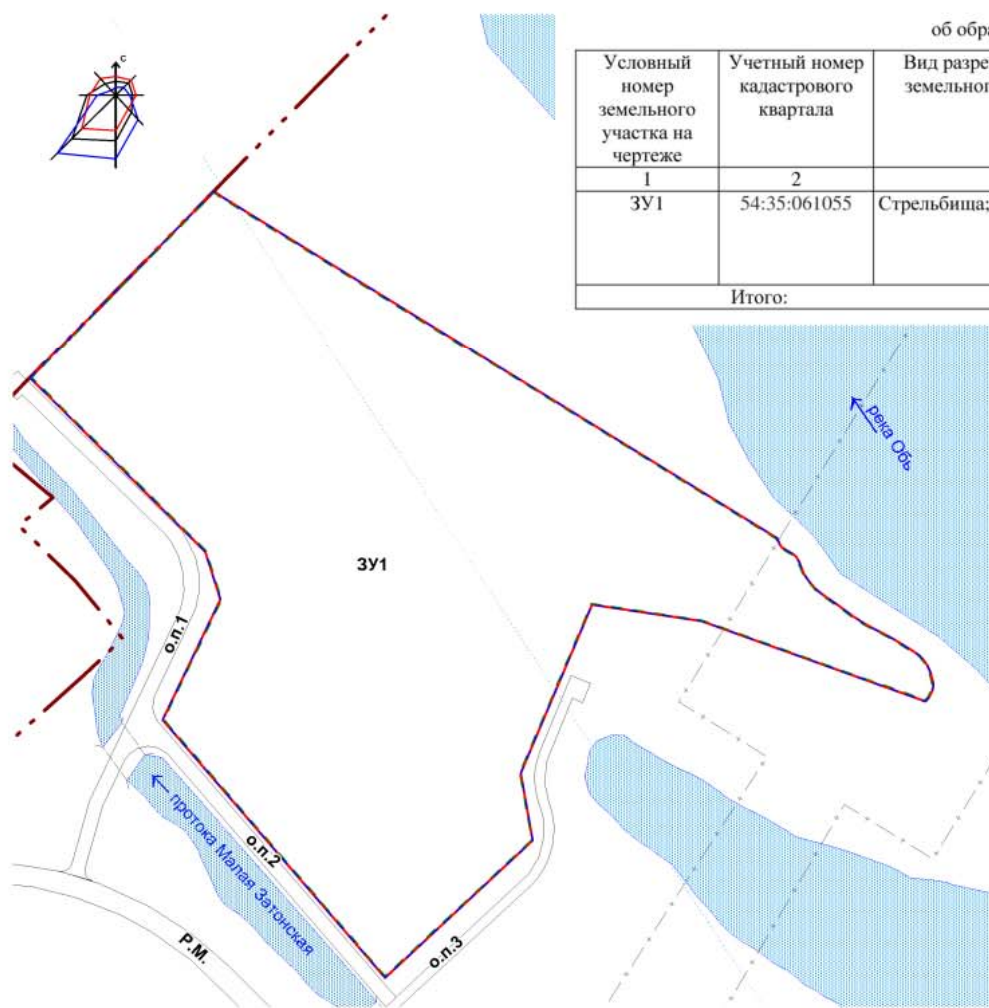 с
об обра
Условный номер земельного участка на чертеже
Учетный номер кадастрового квартала
Вид разре
земельног
1
2
ЗУ1
54:35:061055
Стрельбища;
Итого:
река Обь
ЗУ1
о.п.1
о.п.2
протока Малая Затонская
о.п.3
Р.М.